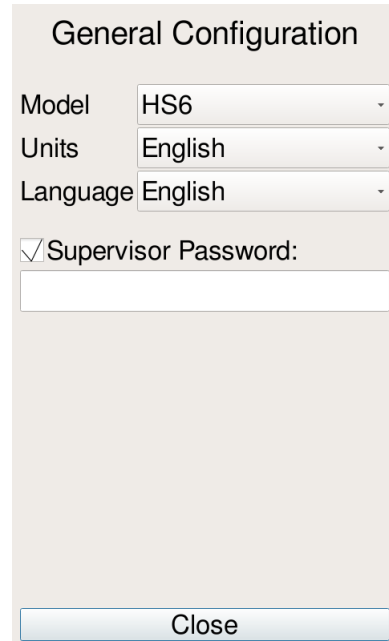 General Configuration
Model HS6
Units English
Language English
Supervisor Password:
Close